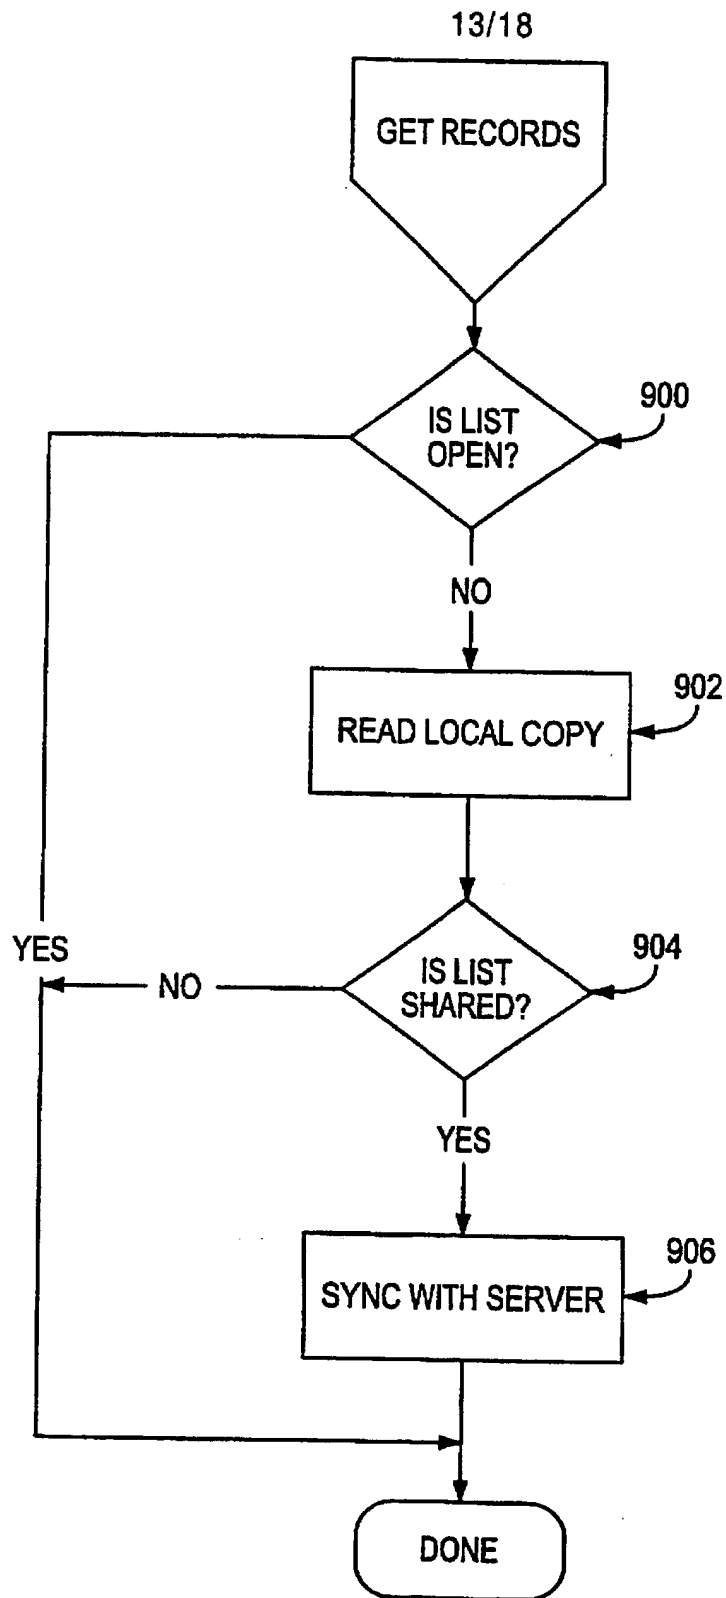 13/18
GET RECORDS
IS LIST
OPEN?
900
NO
READ LOCAL COPY
902
YES
NO
IS LIST
SHARED?
904
YES
SYNC WITH SERVER
906
DONE